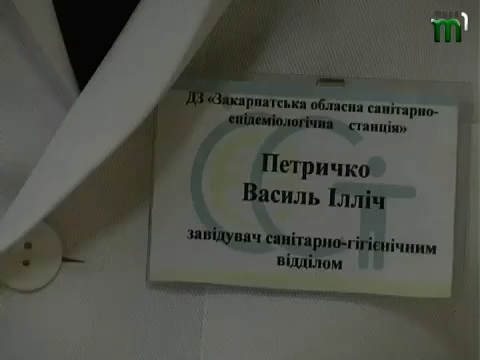 ДЗ «Закарпатська обласна санітарно-
епідеміологічна станція»
Петричко
Василь Ілліч
завідувач санітарно-гігієнічним
відділом